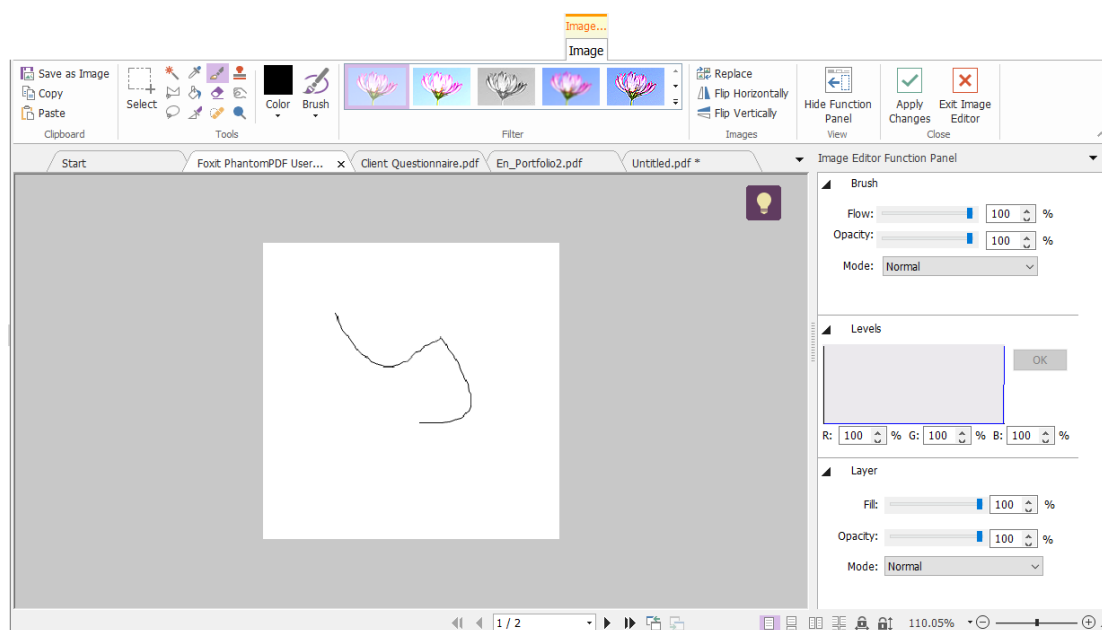 Image...
Image
Save as Image
Copy
Paste
Clipboard
Select
Tools
Color
Brush
Filter
Replace
Flip Horizontally
Flip Vertically
Images
Hide Function
Panel
View
Apply
Changes
Exit Image
Editor
Close
Start
Foxit PhantomPDF User... x
Client Questionnaire.pdf
En_Portfolio2.pdf
Untitled.pdf *
Image Editor Function Panel
Brush
Flow: 100 %
Opacity: 100 %
Mode: Normal
Levels
OK
R: 100 % G: 100 % B: 100 %
Layer
Fill: 100 %
Opacity: 100 %
Mode: Normal
1 / 2
110.05%